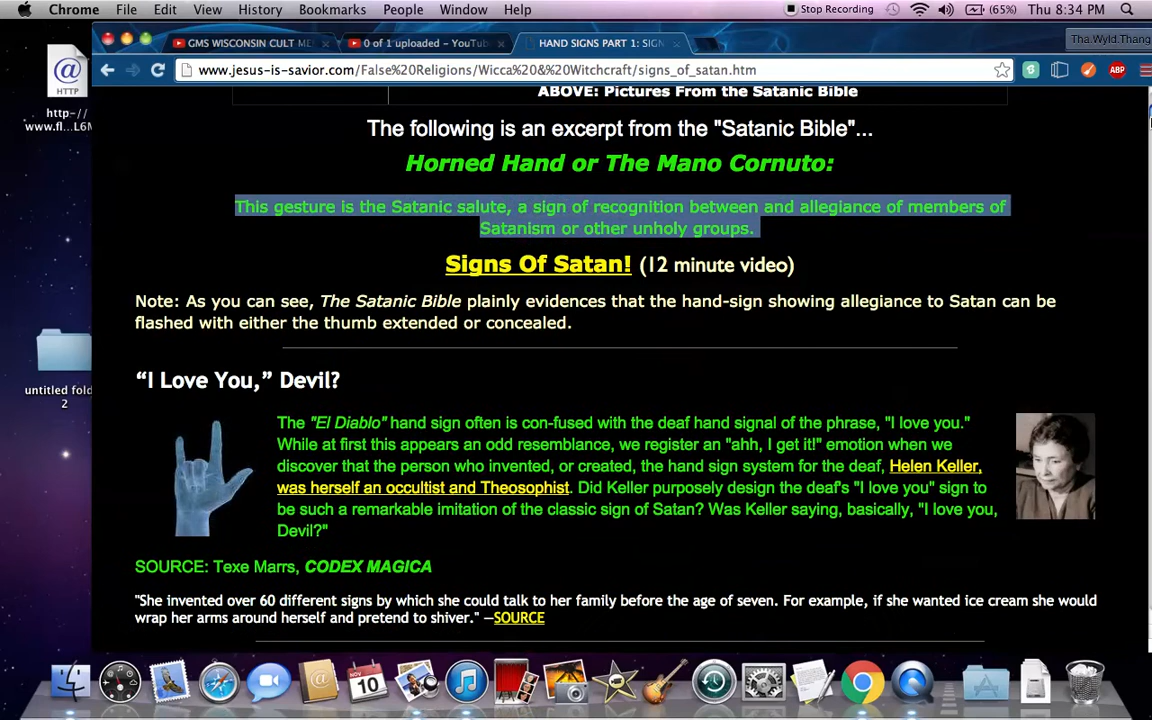 Chrome File Edit View History Bookmarks People Window Help Stop Recording (65%) Thu 8:34 PM
GMS WISCONSIN CULT ME
0 of 1 uploaded - YouTub
HAND SIGNS PART 1: SIGN
Tha.Wyld.Thang
www.jesus-is-savior.com/False%20Religions/Wicca%20&%20Witchcraft/signs_of_satan.htm
ABP
HTTP
http-//
www.fl...L6M
ABOVE: Pictures From the Satanic Bible
The following is an excerpt from the "Satanic Bible"...
Horned Hand or The Mano Cornuto:
This gesture is the Satanic salute, a sign of recognition between and allegiance of members of
Satanism or other unholy groups.
Signs Of Satan! (12 minute video)
Note: As you can see, The Satanic Bible plainly evidences that the hand-sign showing allegiance to Satan can be
flashed with either the thumb extended or concealed.
untitled fold
2
“I Love You,” Devil?
The "El Diablo" hand sign often is con-fused with the deaf hand signal of the phrase, "I love you."
While at first this appears an odd resemblance, we register an "ahh, I get it!" emotion when we
discover that the person who invented, or created, the hand sign system for the deaf, Helen Keller,
was herself an occultist and Theosophist. Did Keller purposely design the deaf's "I love you" sign to
be such a remarkable imitation of the classic sign of Satan? Was Keller saying, basically, "I love you,
Devil?"
SOURCE: Texe Marrs, CODEX MAGICA
"She invented over 60 different signs by which she could talk to her family before the age of seven. For example, if she wanted ice cream she would
wrap her arms around herself and pretend to shiver." —SOURCE
10